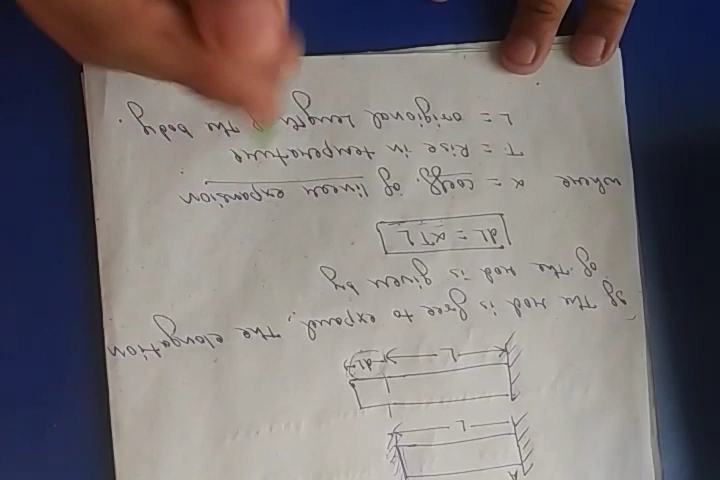 A
L
L dL
If the rod is free to expand, the elongation
of the rod is given by
dL = αTL
where α = coeff. of linear expansion
T = Rise in temperature
L = origional Length the body.